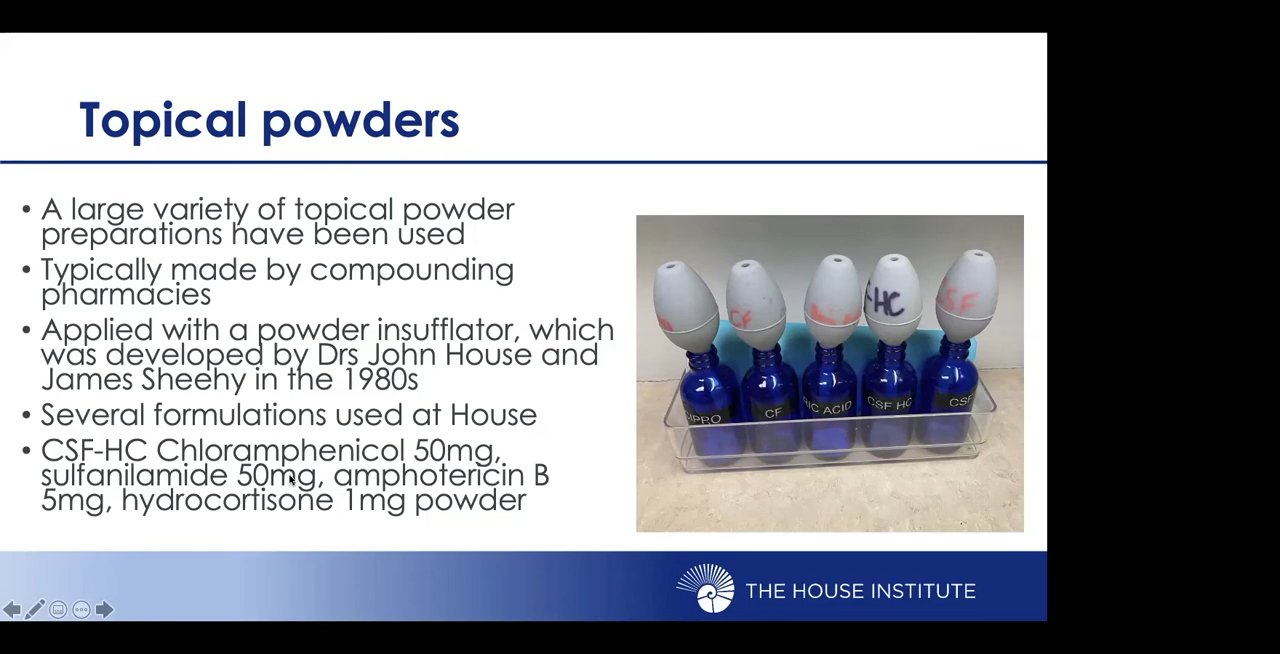 Topical powders
• A large variety of topical powder
preparations have been used
• Typically made by compounding
pharmacies
• Applied with a powder insufflator, which
was developed by Drs John House and
James Sheehy in the 1980s
• Several formulations used at House
• CSF-HC Chloramphenicol 50mg,
sulfanilamide 50mg, amphotericin B
5mg, hydrocortisone 1mg powder
CF
HC
CSF
CF
RIC ACID
CSF HC
CSF
THE HOUSE INSTITUTE